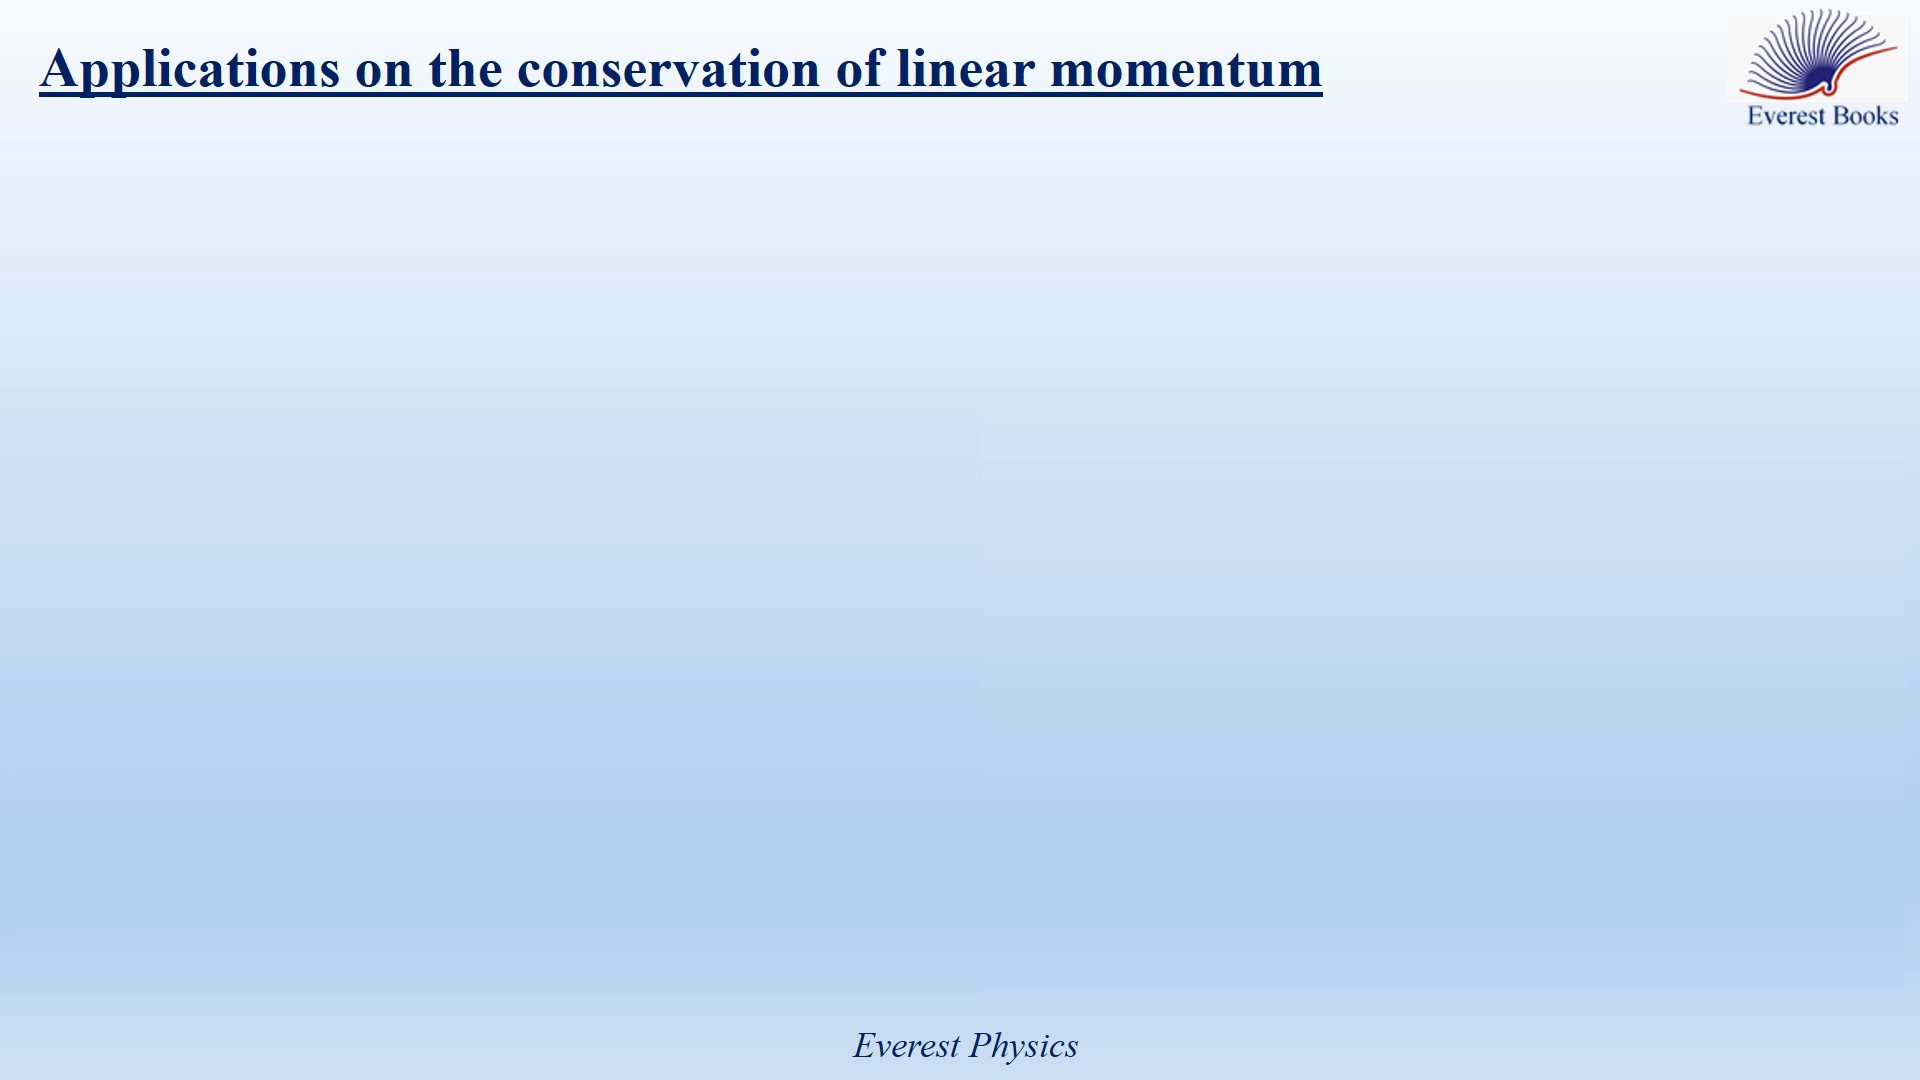 Applications on the conservation of linear momentum
Everest Books
Everest Physics